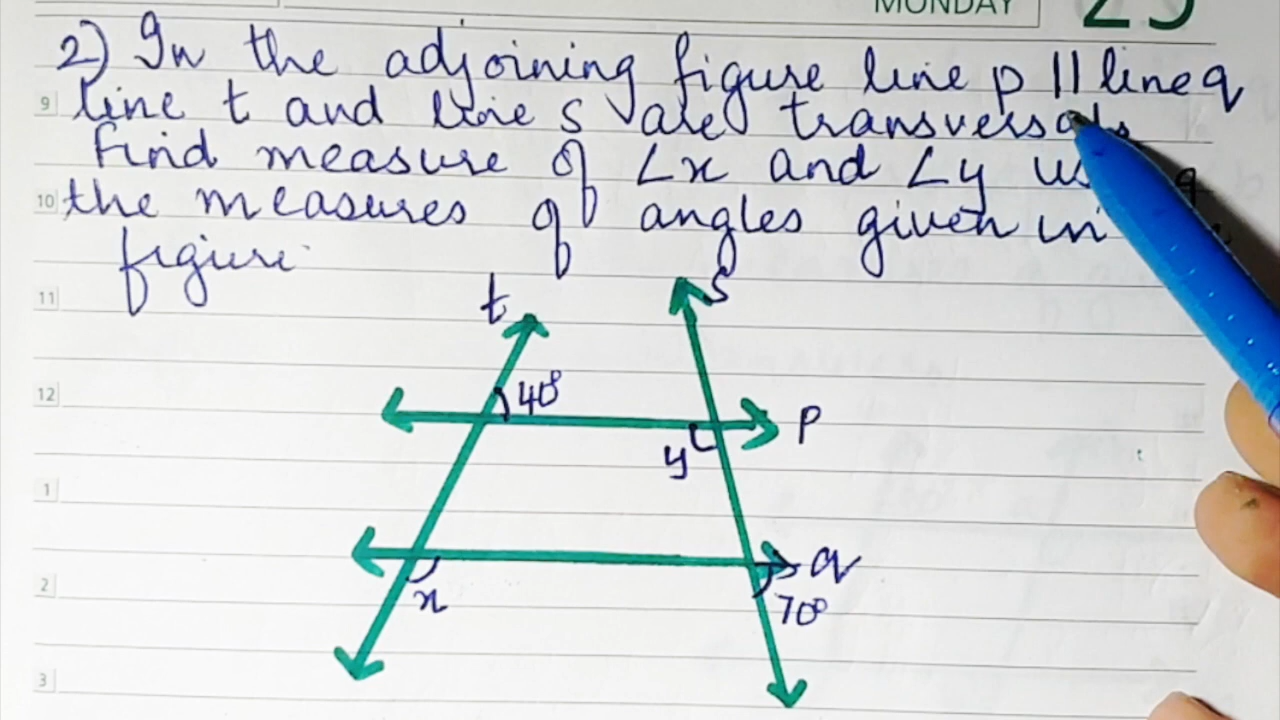 MONDAY 25
2) In the adjoining figure line p || line q
9
line t and line s are transversals
find measure of ∠x and ∠y
10
the measures of angles given in
figure.
11
t s
12
40°
p
y
1
q
2
x 70°
3